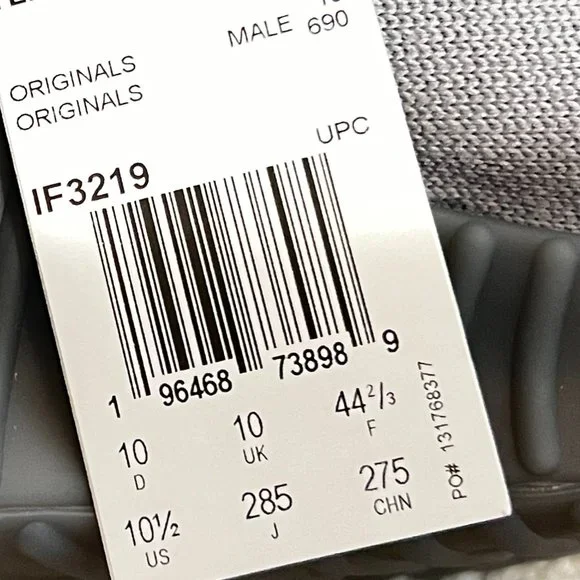 MALE 690
ORIGINALS
ORIGINALS
UPC
IF3219
1 96468 73898 9
10 10 44²/₃
D UK F
10½ 285 275
US J CHN
PO# 131768377